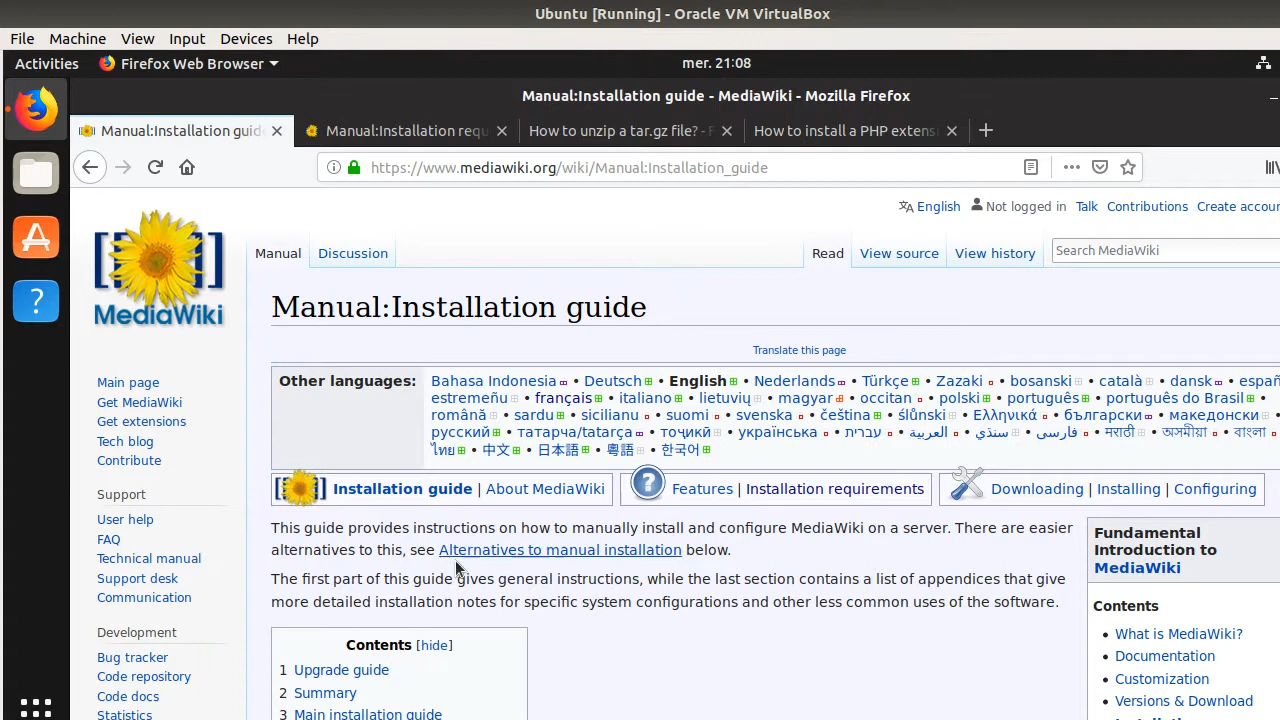 Ubuntu [Running] - Oracle VM VirtualBox
File Machine View Input Devices Help
Activities Firefox Web Browser mer. 21:08
Manual:Installation guide - MediaWiki - Mozilla Firefox
Manual:Installation guid Manual:Installation requ How to unzip a tar.gz file? - F How to install a PHP extens
https://www.mediawiki.org/wiki/Manual:Installation_guide
English Not logged in Talk Contributions Create accou
Manual Discussion Read View source View history Search MediaWiki
MediaWiki
Manual:Installation guide
Translate this page
Other languages: Bahasa Indonesia • Deutsch • English • Nederlands • Türkçe • Zazaki • bosanski • català • dansk • españ
estremeñu • français • italiano • lietuvių • magyar • occitan • polski • português • português do Brasil •
română • sardu • sicilianu • suomi • svenska • čeština • ślůnski • Ελληνικά • български • македонски •
русский • татарча/tatarça • тоҷикӣ • українська • עברית • العربية • سنڌي • فارسی • मराठी • অসমীয়া • বাংলা •
ไทย • 中文 • 日本語 • 粵語 • 한국어
Installation guide | About MediaWiki Features | Installation requirements Downloading | Installing | Configuring
This guide provides instructions on how to manually install and configure MediaWiki on a server. There are easier
alternatives to this, see Alternatives to manual installation below.
The first part of this guide gives general instructions, while the last section contains a list of appendices that give
more detailed installation notes for specific system configurations and other less common uses of the software.
Contents [hide]
1 Upgrade guide
2 Summary
3 Main installation guide
Fundamental
Introduction to
MediaWiki
Contents
• What is MediaWiki?
• Documentation
• Customization
• Versions & Download
Main page
Get MediaWiki
Get extensions
Tech blog
Contribute
Support
User help
FAQ
Technical manual
Support desk
Communication
Development
Bug tracker
Code repository
Code docs
Statistics